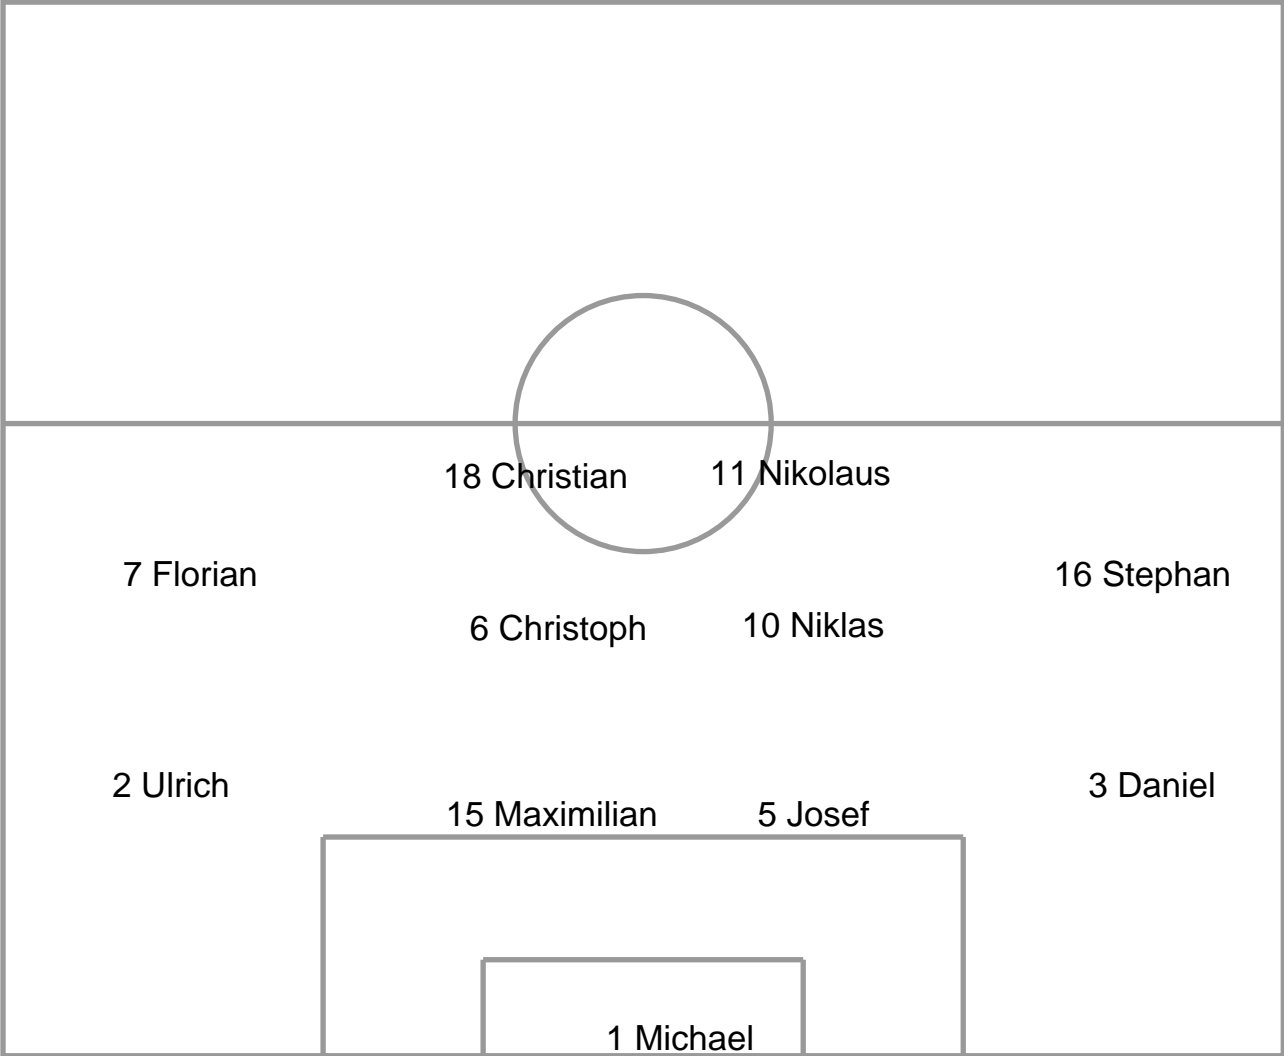 18 Christian
11 Nikolaus
7 Florian
16 Stephan
6 Christoph
10 Niklas
2 Ulrich
3 Daniel
15 Maximilian
5 Josef
1 Michael